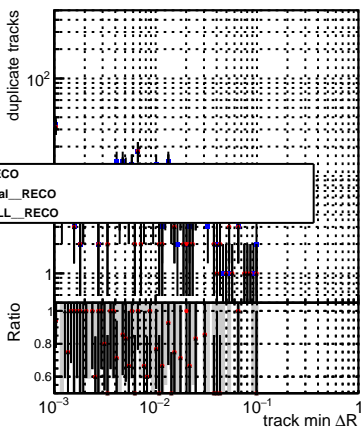 duplicate tracks
10²
ECO
al__RECO
LL__RECO
1
Ratio
1
0.8
0.6
10⁻³ 10⁻² 10⁻¹ 1
track min ΔR